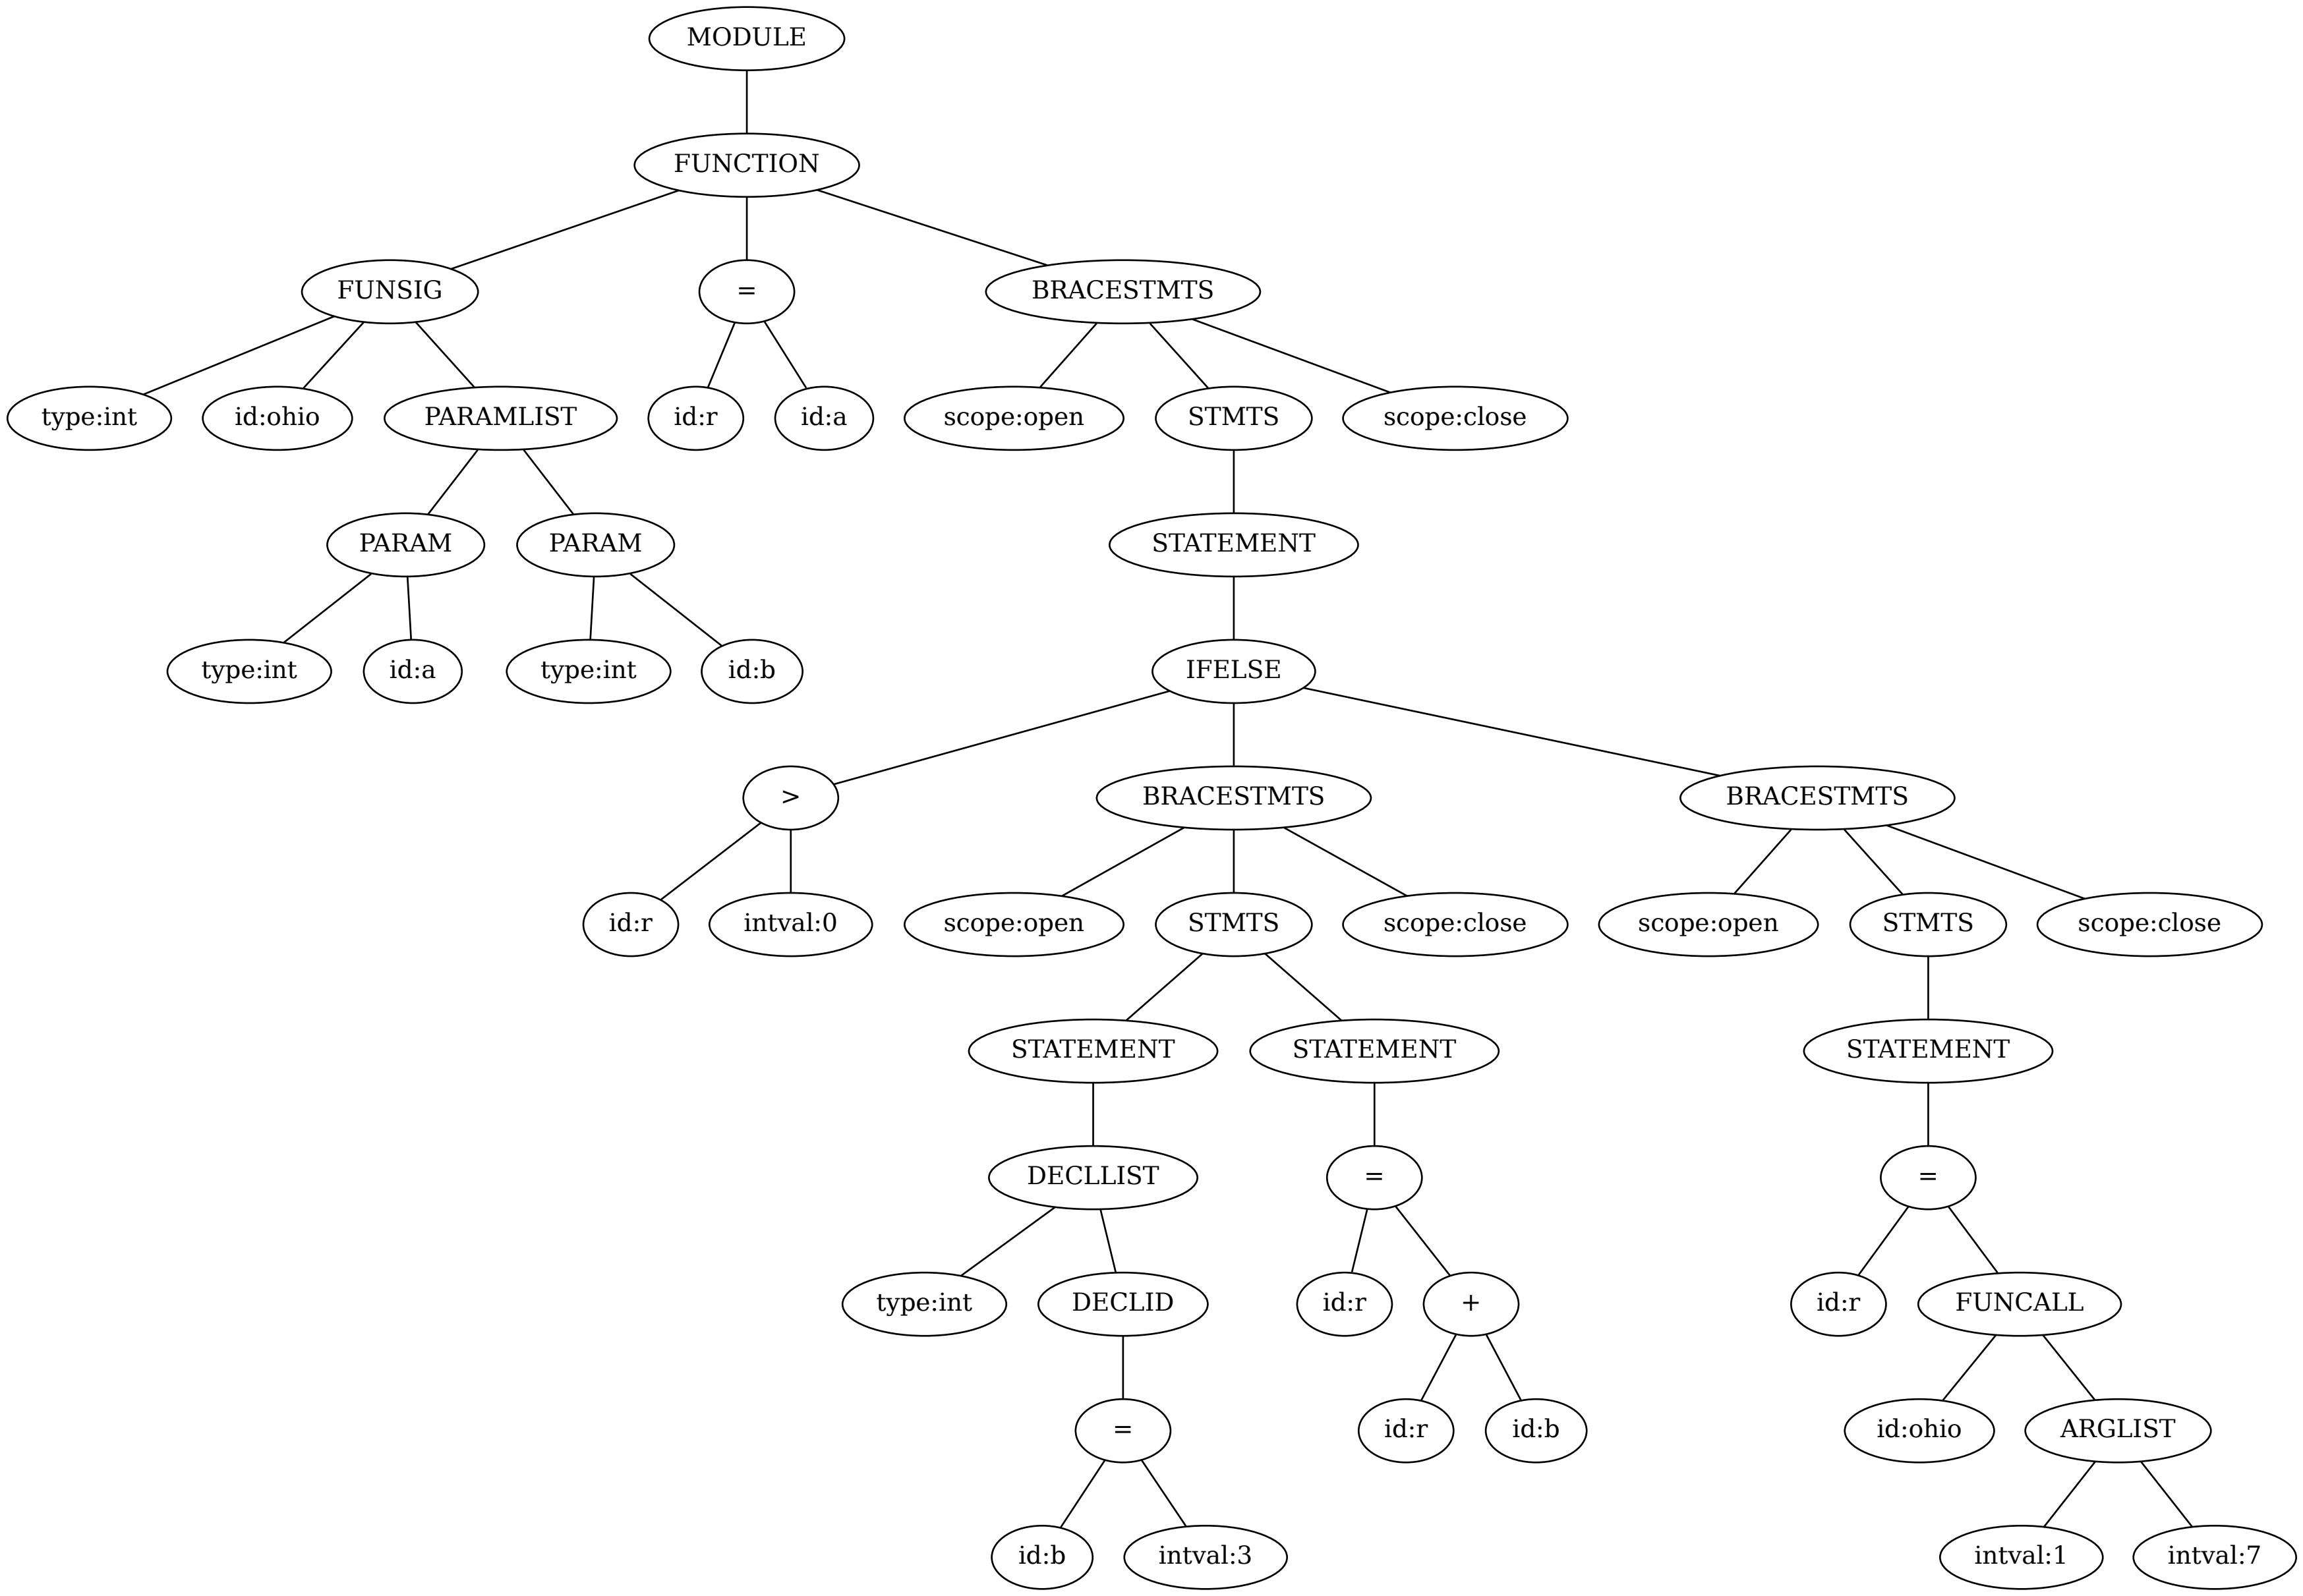 MODULE
FUNCTION
FUNSIG = BRACESTMTS
type:int id:ohio PARAMLIST id:r id:a scope:open STMTS scope:close
PARAM PARAM STATEMENT
type:int id:a type:int id:b IFELSE
> BRACESTMTS BRACESTMTS
id:r intval:0 scope:open STMTS scope:close scope:open STMTS scope:close
STATEMENT STATEMENT STATEMENT
DECLLIST = =
type:int DECLID id:r + id:r FUNCALL
= id:r id:b id:ohio ARGLIST
id:b intval:3 intval:1 intval:7